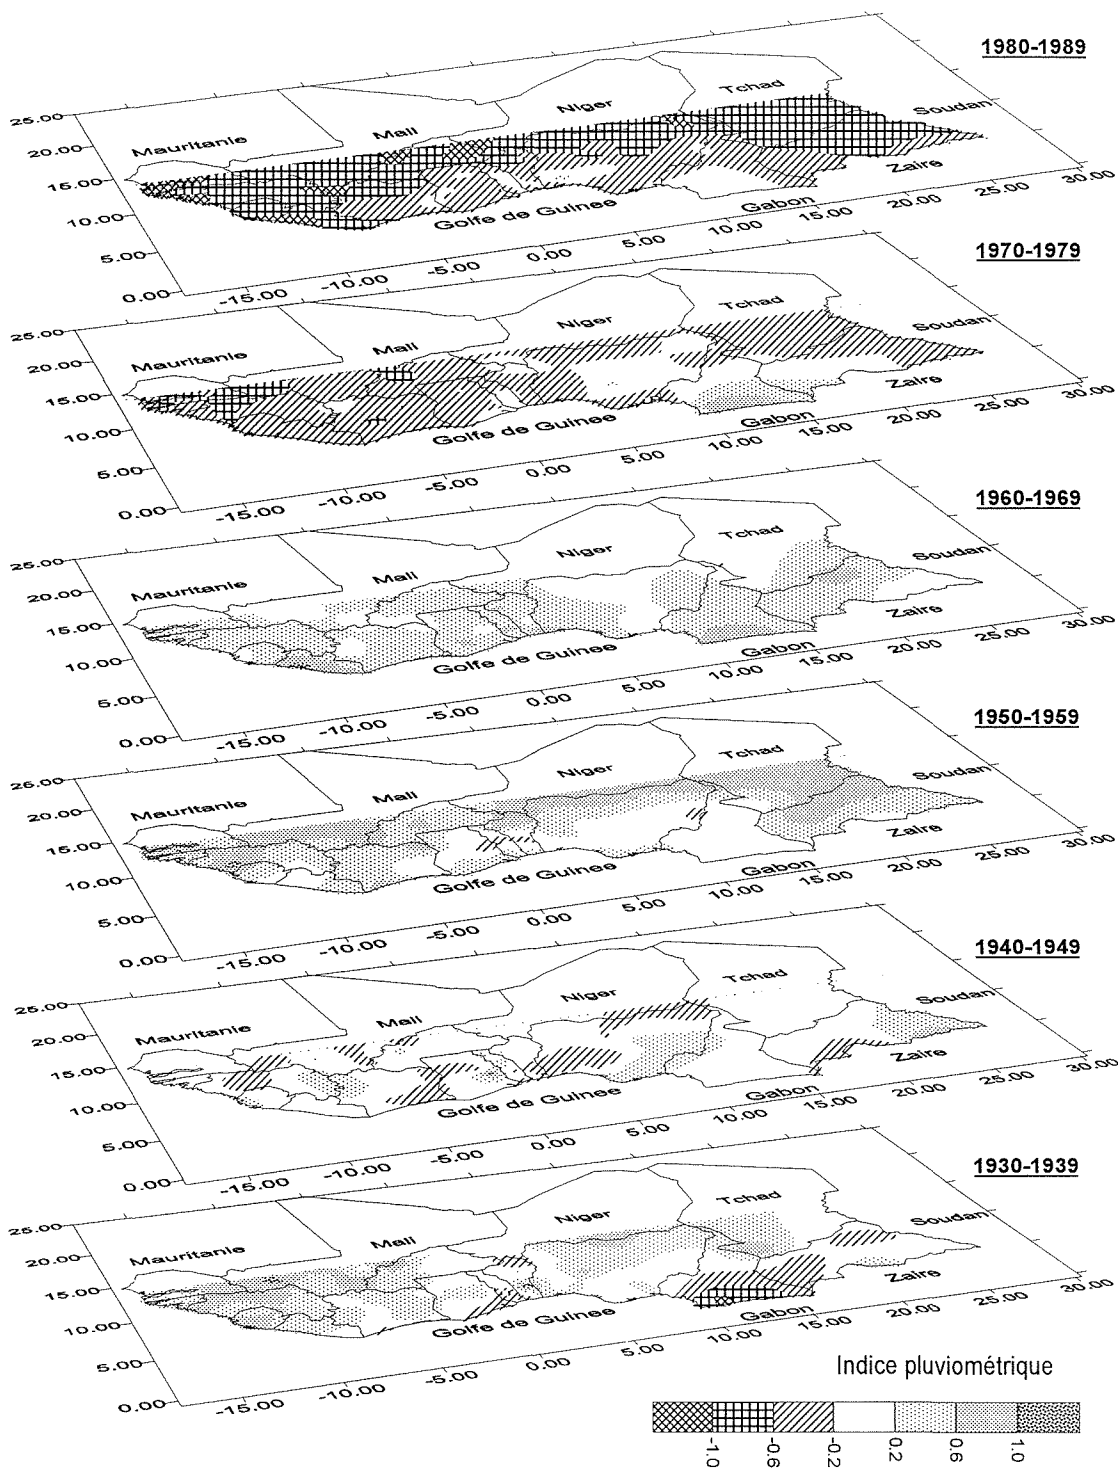 1980-1989
25.00
20.00
15.00
10.00
5.00
0.00
Mauritanie
Mali
Niger
Tchad
Soudan
Zaire
Gabon
Golfe de Guinee
-15.00
-10.00
-5.00
0.00
5.00
10.00
15.00
20.00
25.00
30.00
1970-1979
25.00
20.00
15.00
10.00
5.00
0.00
Mauritanie
Mali
Niger
Tchad
Soudan
Zaire
Gabon
Golfe de Guinee
-15.00
-10.00
-5.00
0.00
5.00
10.00
15.00
20.00
25.00
30.00
1960-1969
25.00
20.00
15.00
10.00
5.00
0.00
Mauritanie
Mali
Niger
Tchad
Soudan
Zaire
Gabon
Golfe de Guinee
-15.00
-10.00
-5.00
0.00
5.00
10.00
15.00
20.00
25.00
30.00
1950-1959
25.00
20.00
15.00
10.00
5.00
0.00
Mauritanie
Mali
Niger
Tchad
Soudan
Zaire
Gabon
Golfe de Guinee
-15.00
-10.00
-5.00
0.00
5.00
10.00
15.00
20.00
25.00
30.00
1940-1949
25.00
20.00
15.00
10.00
5.00
0.00
Mauritanie
Mali
Niger
Tchad
Soudan
Zaire
Gabon
Golfe de Guinee
-15.00
-10.00
-5.00
0.00
5.00
10.00
15.00
20.00
25.00
30.00
1930-1939
25.00
20.00
15.00
10.00
5.00
0.00
Mauritanie
Mali
Niger
Tchad
Soudan
Zaire
Gabon
Golfe de Guinee
-15.00
-10.00
-5.00
0.00
5.00
10.00
15.00
20.00
25.00
30.00
Indice pluviométrique
-1.0
-0.6
-0.2
0.2
0.6
1.0